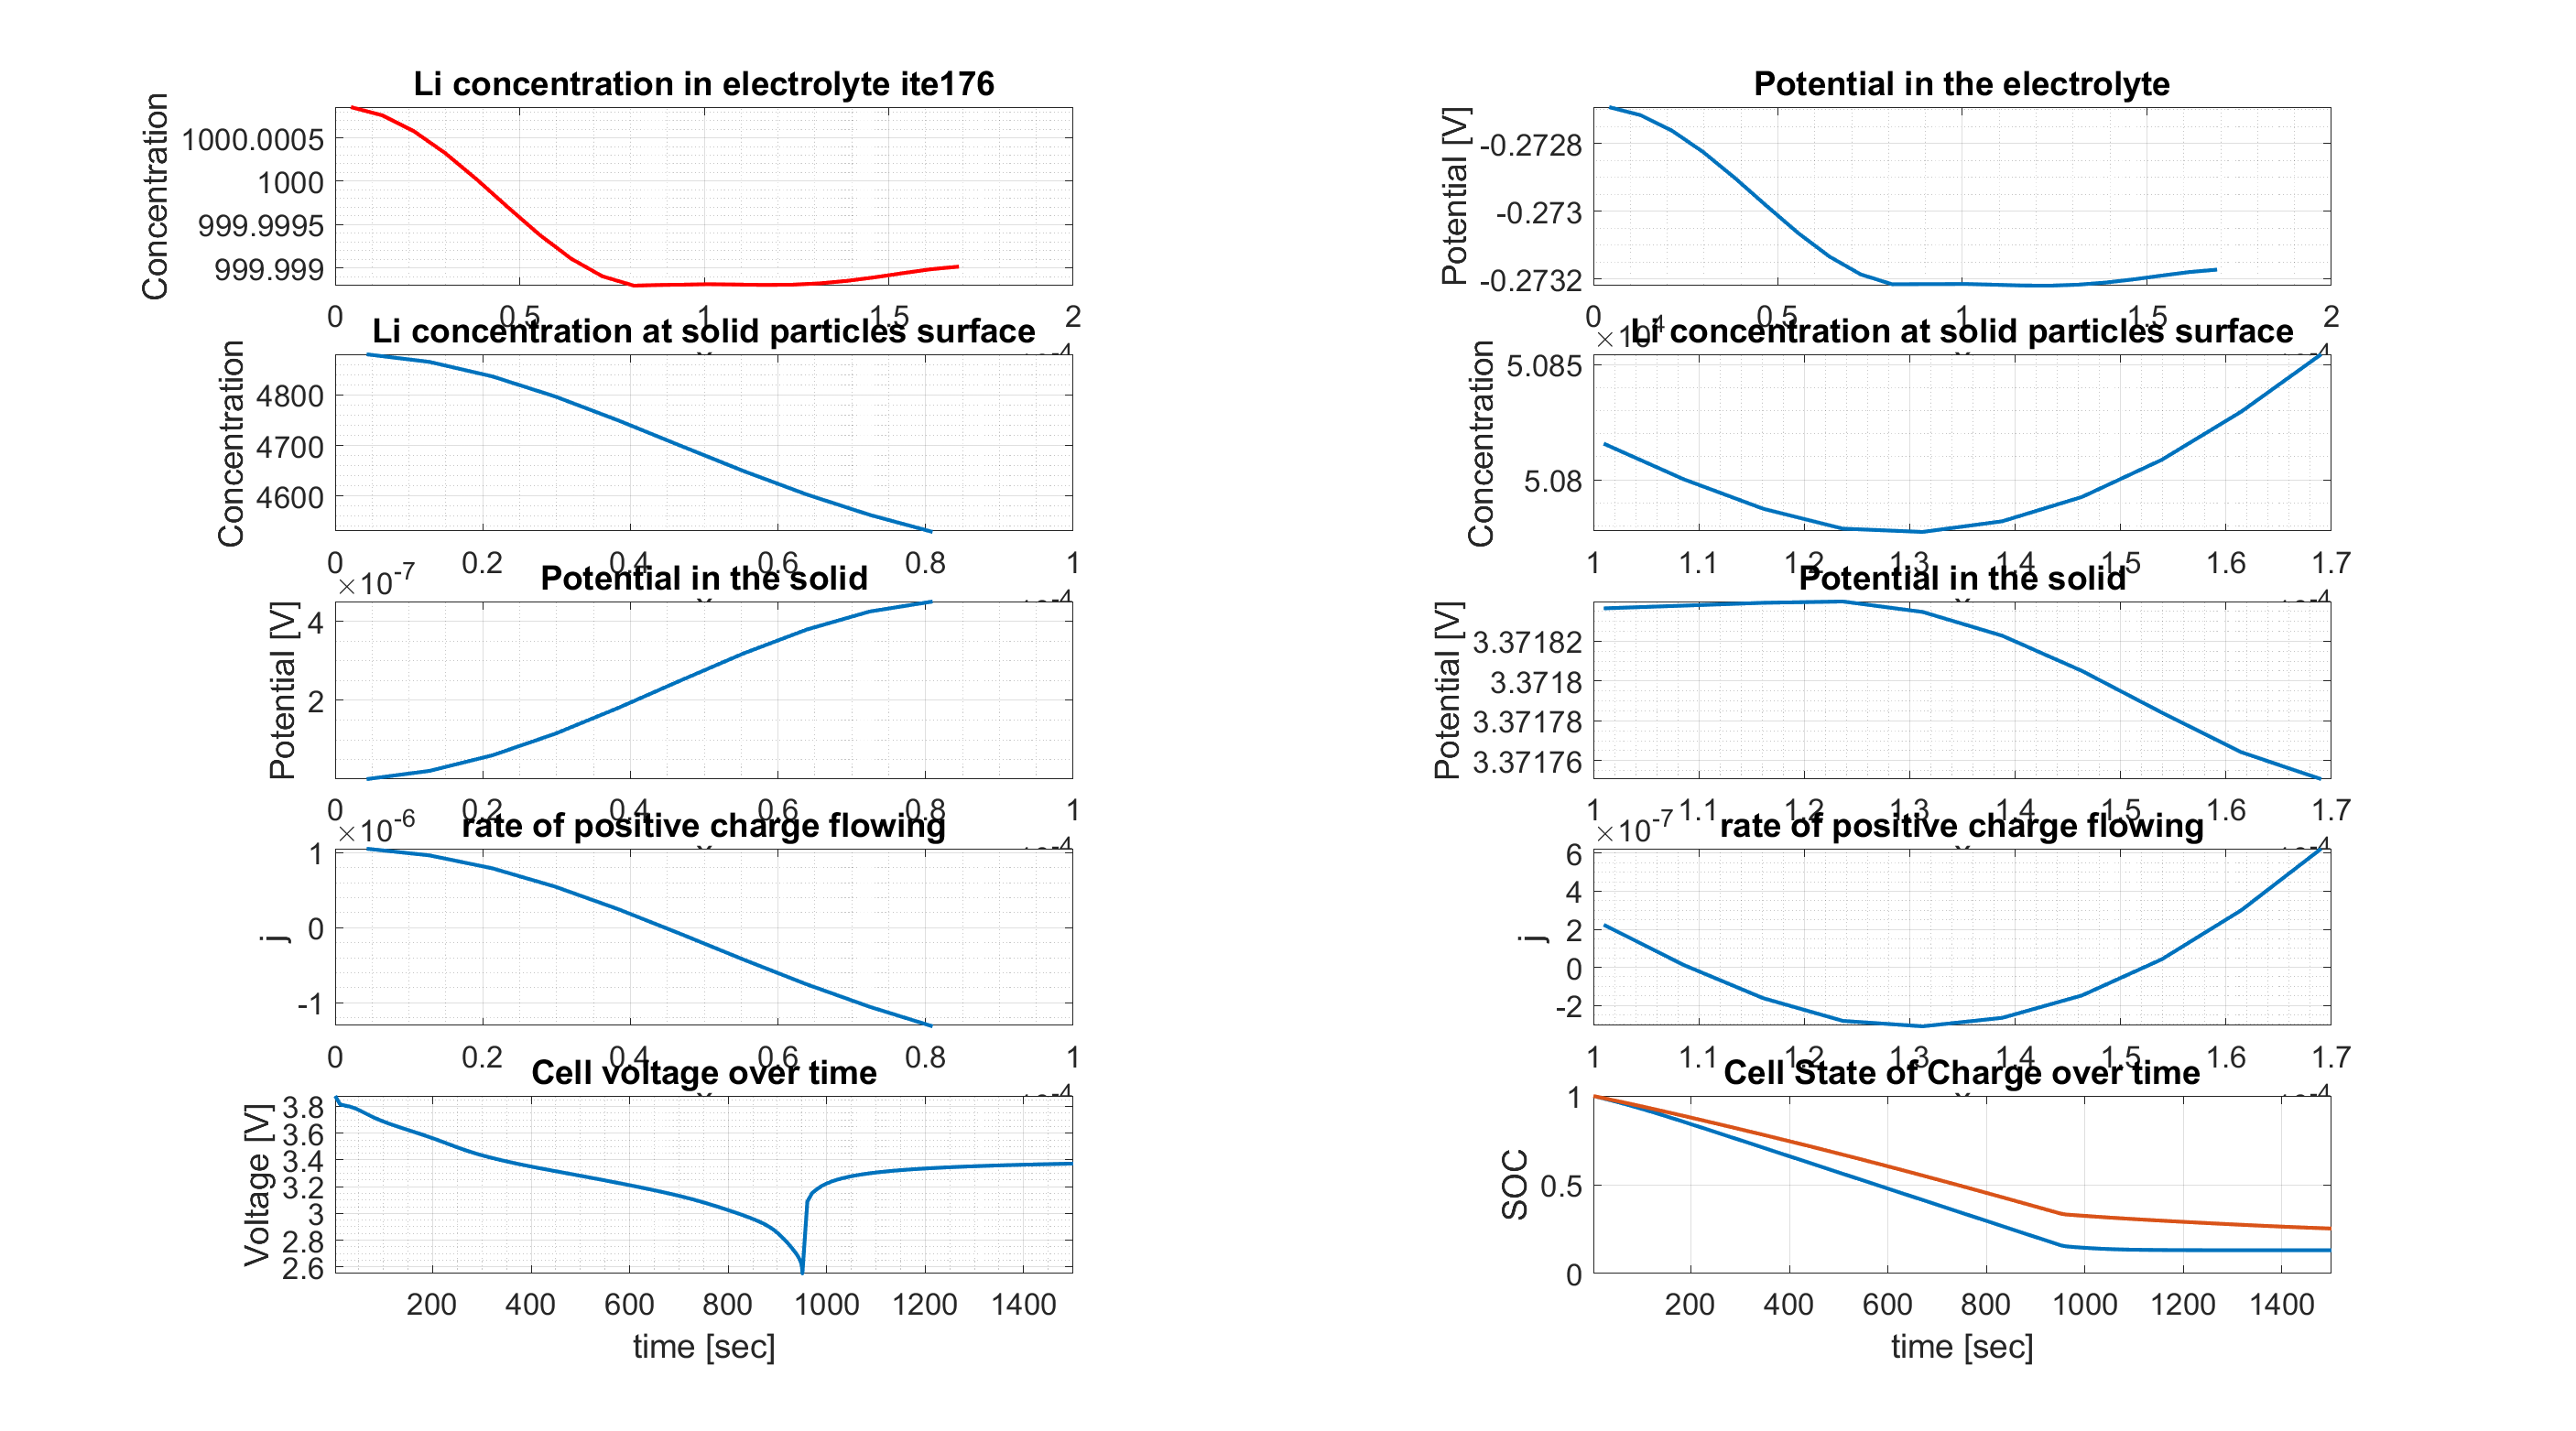 Li concentration in electrolyte ite176
Concentration
1000.0005
1000
999.9995
999.999
0 0.5 1 1.5 2
Potential in the electrolyte
Potential [V]
-0.2728
-0.273
-0.2732
0 0.5 1 1.5 2
Li concentration at solid particles surface
Concentration
4800
4700
4600
0 0.2 0.4 0.6 0.8 1
Li concentration at solid particles surface
×10^4
Concentration
5.085
5.08
1 1.1 1.2 1.3 1.4 1.5 1.6 1.7
Potential in the solid
×10^-7
Potential [V]
4
2
0 0.2 0.4 0.6 0.8 1
Potential in the solid
Potential [V]
3.37182
3.3718
3.37178
3.37176
1 1.1 1.2 1.3 1.4 1.5 1.6 1.7
rate of positive charge flowing
×10^-6
j
1
0
-1
0 0.2 0.4 0.6 0.8 1
rate of positive charge flowing
×10^-7
j
6
4
2
0
-2
1 1.1 1.2 1.3 1.4 1.5 1.6 1.7
Cell voltage over time
Voltage [V]
3.8
3.6
3.4
3.2
3
2.8
2.6
200 400 600 800 1000 1200 1400
time [sec]
Cell State of Charge over time
SOC
1
0.5
0
200 400 600 800 1000 1200 1400
time [sec]